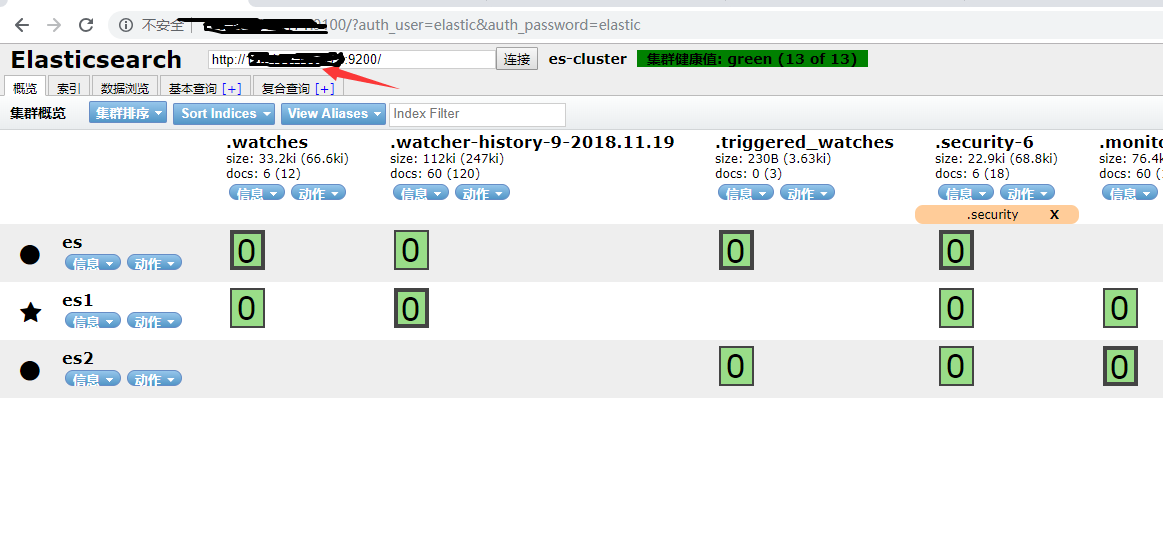 不安全 9100/?auth_user=elastic&auth_password=elastic
Elasticsearch http://1 :9200/ 连接 es-cluster 集群健康值: green (13 of 13)
概览 索引 数据浏览 基本查询 [+] 复合查询 [+]
集群概览 集群排序 Sort Indices View Aliases Index Filter
.watches .watcher-history-9-2018.11.19 .triggered_watches .security-6 .monito
size: 33.2ki (66.6ki) size: 112ki (247ki) size: 230B (3.63ki) size: 22.9ki (68.8ki) size: 76.4k
docs: 6 (12) docs: 60 (120) docs: 0 (3) docs: 6 (18) docs: 60 (
信息 动作 信息 动作 信息 动作 信息 动作 信息
.security X
es 0 0 0 0
信息 动作
es1 0 0 0 0
信息 动作
es2 0 0 0
信息 动作